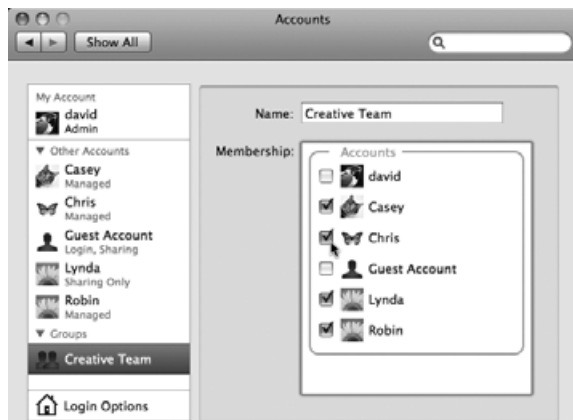 Accounts
Show All
My Account
david
Admin
Other Accounts
Casey
Managed
Chris
Managed
Guest Account
Login, Sharing
Lynda
Sharing Only
Robin
Managed
Groups
Creative Team
Login Options
Name: Creative Team
Membership:
Accounts
david
Casey
Chris
Guest Account
Lynda
Robin